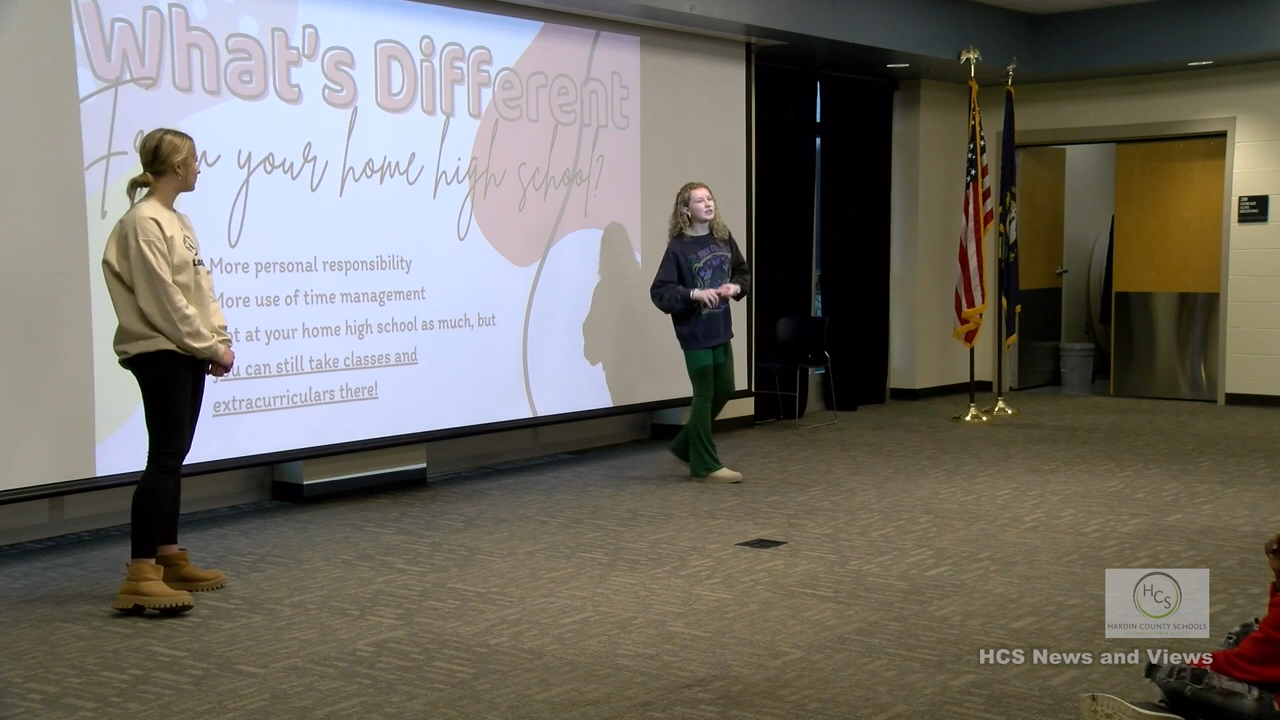 What's Different
From your home high school?
More personal responsibility
More use of time management
Not at your home high school as much, but
you can still take classes and
extracurriculars there!
HCS
HARDIN COUNTY SCHOOLS
HCS News and Views